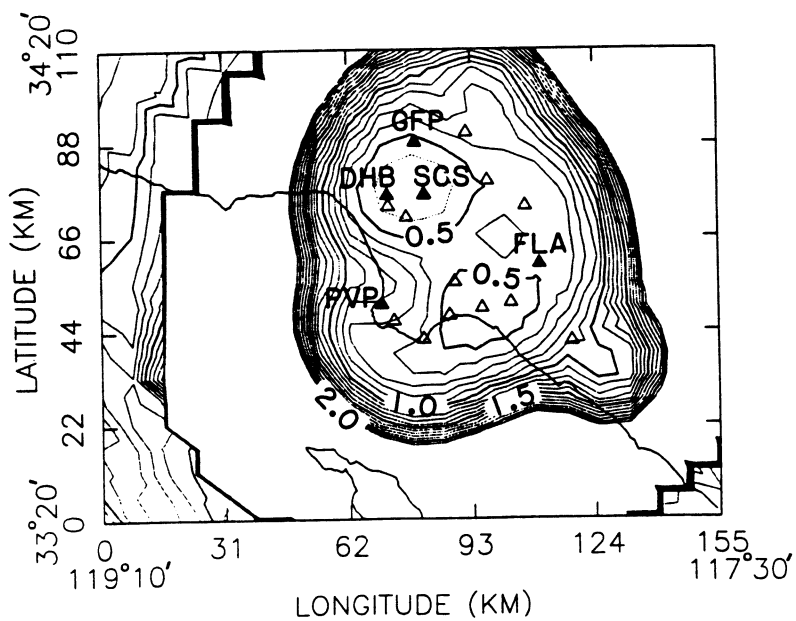 34°20'
110
88
66
44
22
0
33°20'
LATITUDE (KM)
GFP
DHB SCS
0.5
FLA
0.5
PVP
2.0 1.0 1.5
0 31 62 93 124 155
119°10' 117°30'
LONGITUDE (KM)